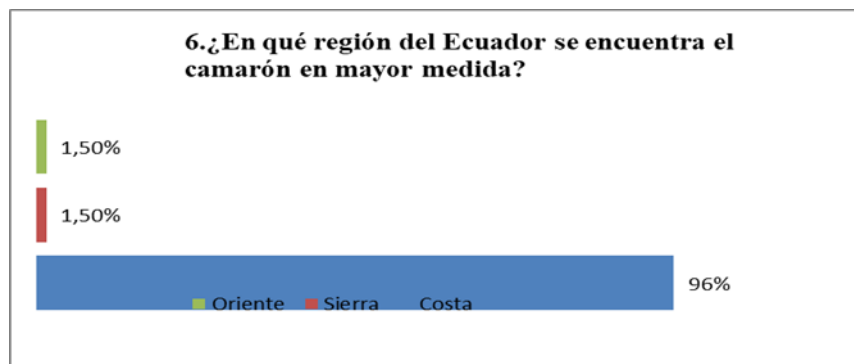 6.¿En qué región del Ecuador se encuentra el
camarón en mayor medida?
1,50%
1,50%
96%
Oriente Sierra Costa